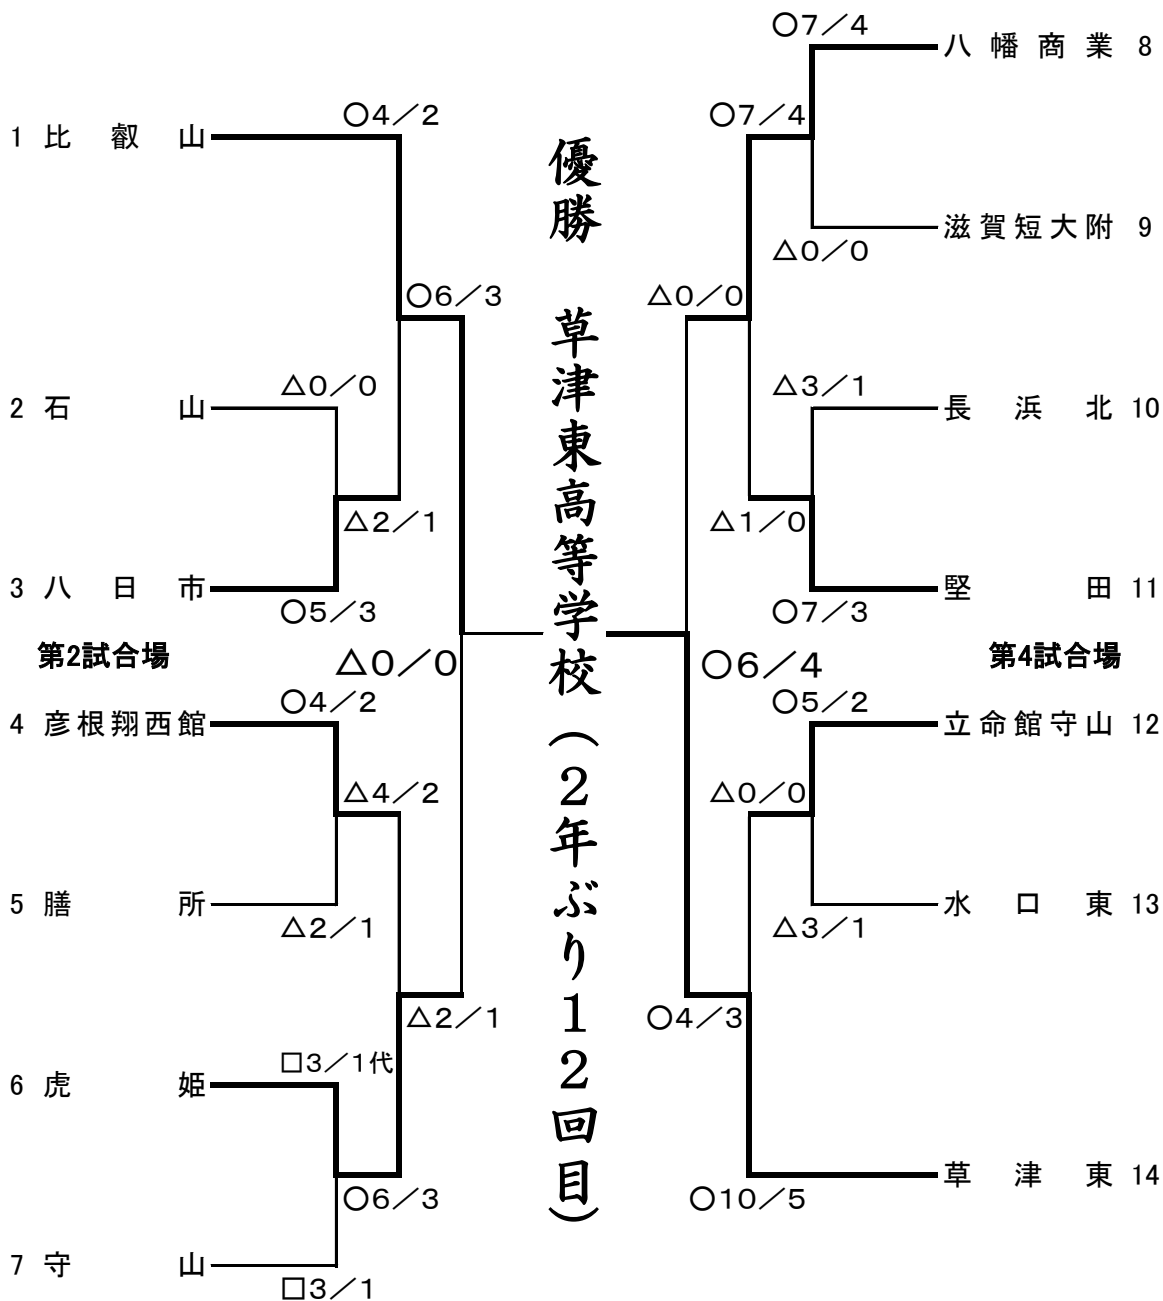 ○7／4
八幡商業 8
○4／2
○7／4
1 比叡山
優勝 草津東高等学校（2年ぶり12回目）
滋賀短大附 9
△0／0
○6／3
△0／0
△0／0
△3／1
2 石山
長浜北 10
△2／1
△1／0
3 八日市
堅田 11
○5／3
○7／3
第2試合場
△0／0
○6／4
第4試合場
○4／2
○5／2
4 彦根翔西館
立命館守山 12
△4／2
△0／0
5 膳所
水口東 13
△2／1
△3／1
△2／1
○4／3
□3／1代
6 虎姫
草津東 14
○6／3
○10／5
7 守山
□3／1